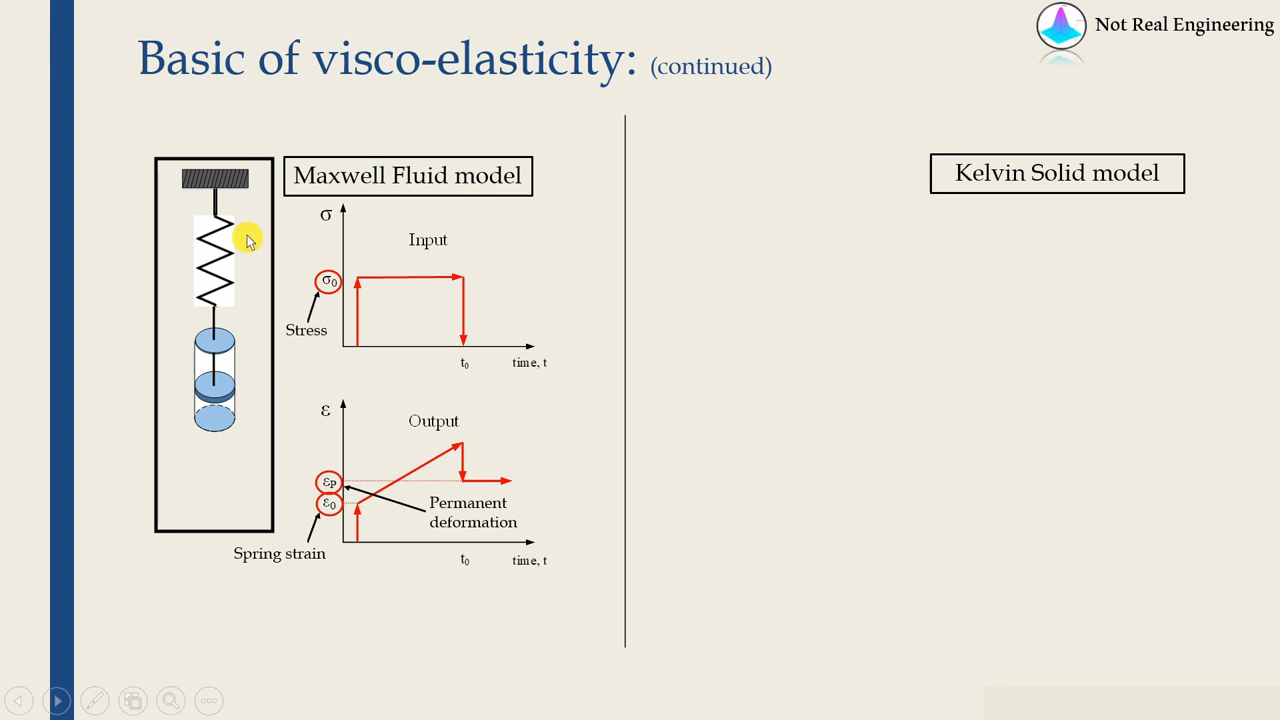 Not Real Engineering
Basic of visco-elasticity: (continued)
Maxwell Fluid model
σ
Input
σ₀
Stress
t₀
time, t
ε
Output
εₚ
ε₀
Permanent
deformation
Spring strain
t₀
time, t
Kelvin Solid model